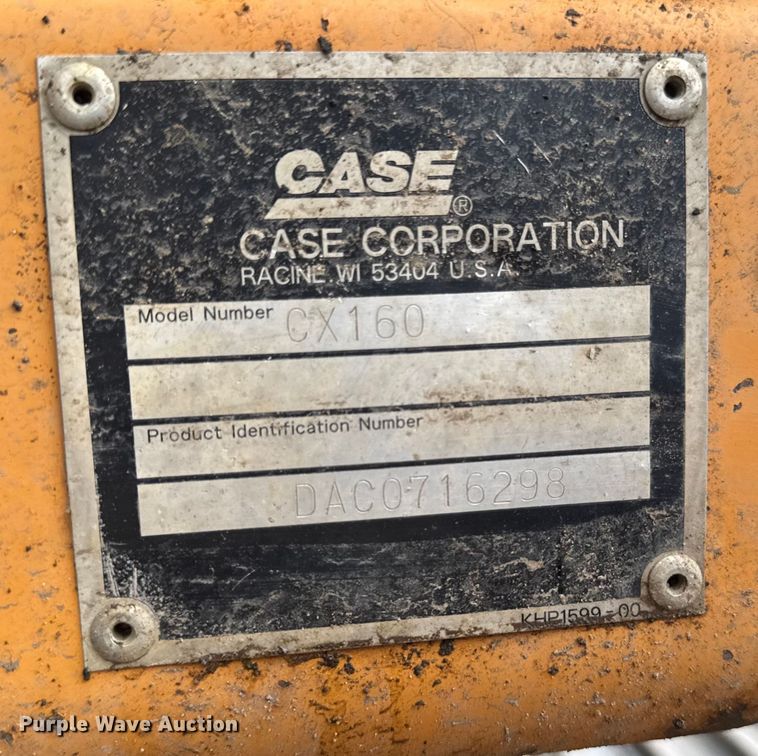 CASE®
CASE CORPORATION
RACINE WI 53404 U.S.A.
Model Number CX160
Product Identification Number
DAC0716298
KHP1599-00
Purple Wave Auction